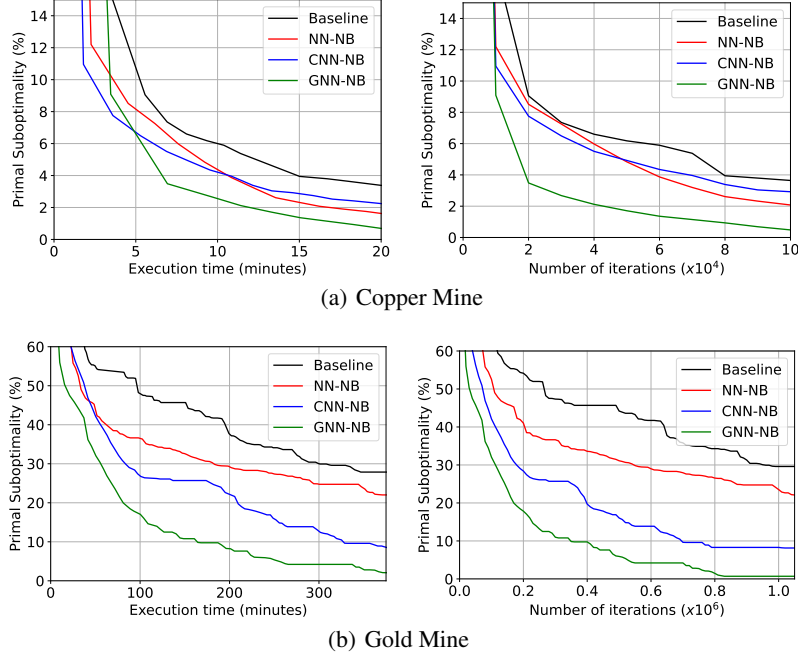 Primal Suboptimality (%)
14
12
10
8
6
4
2
0
0 5 10 15 20
Execution time (minutes)
Baseline
NN-NB
CNN-NB
GNN-NB
Primal Suboptimality (%)
14
12
10
8
6
4
2
0
0 2 4 6 8 10
Number of iterations (x10⁴)
Baseline
NN-NB
CNN-NB
GNN-NB
(a) Copper Mine
Primal Suboptimality (%)
60
50
40
30
20
10
0
0 100 200 300
Execution time (minutes)
Baseline
NN-NB
CNN-NB
GNN-NB
Primal Suboptimality (%)
60
50
40
30
20
10
0
0.0 0.2 0.4 0.6 0.8 1.0
Number of iterations (x10⁶)
Baseline
NN-NB
CNN-NB
GNN-NB
(b) Gold Mine